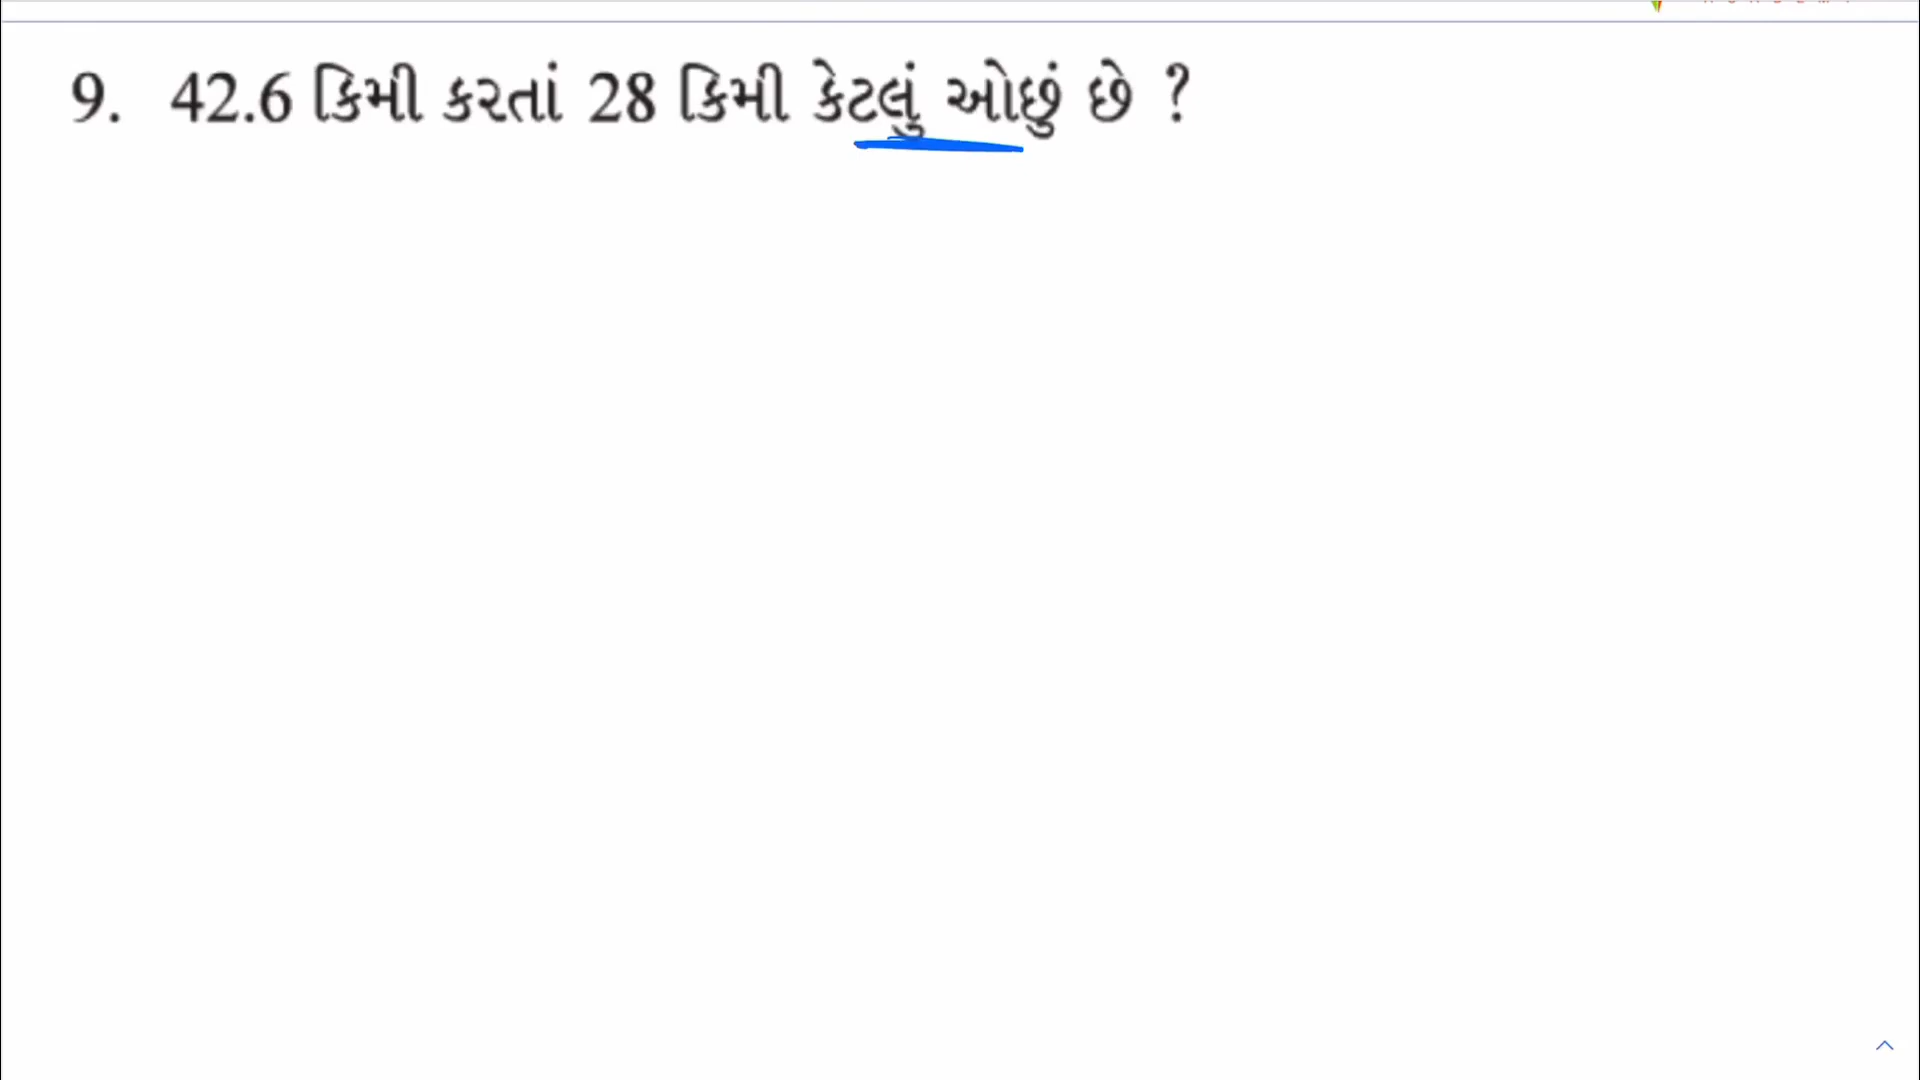 9. 42.6 કિમી કરતાં 28 કિમી કેટલું ઓછું છે ?